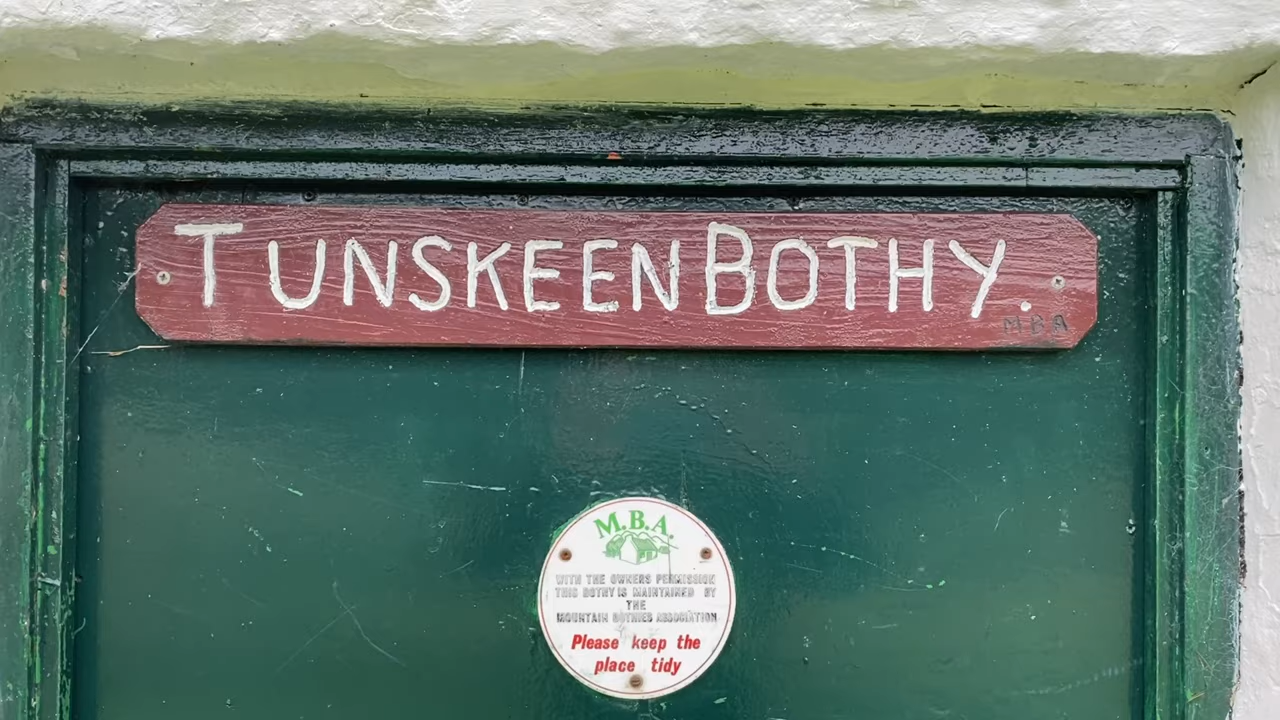 TUNSKEEN BOTHY.
MBA
M.B.A.
WITH THE OWNERS PERMISSION
THIS BOTHY IS MAINTAINED BY
THE
MOUNTAIN BOTHIES ASSOCIATION
Please keep the
place tidy